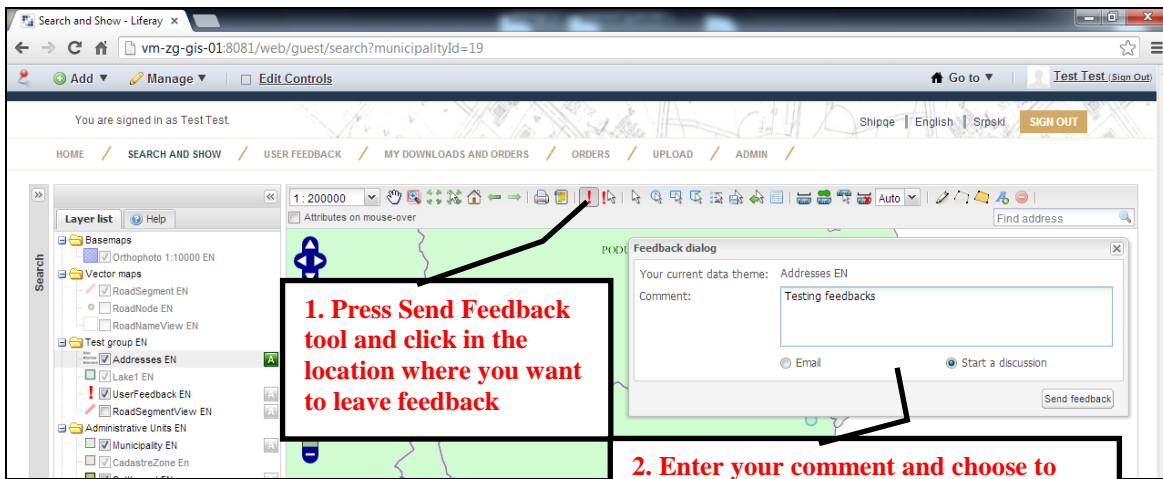 Search and Show - Liferay ×
vm-zg-gis-01:8081/web/guest/search?municipalityId=19
Add ▼ Manage ▼ Edit Controls Go to ▼ Test Test (Sign Out)
You are signed in as Test Test. Shipqe | English | Srpski SIGN OUT
HOME / SEARCH AND SHOW / USER FEEDBACK / MY DOWNLOADS AND ORDERS / ORDERS / UPLOAD / ADMIN /
1 : 200000 Auto
Attributes on mouse-over Find address
Search
Layer list Help
Basemaps
Orthophoto 1:10000 EN
Vector maps
RoadSegment EN
RoadNode EN
RoadNameView EN
Test group EN
Addresses EN A
Lake1 EN
UserFeedback EN A
RoadSegmentView EN A
Administrative Units EN
Municipality EN A
CadastreZone En
Feedback dialog
Your current data theme: Addresses EN
Comment: Testing feedbacks
Email Start a discussion
Send feedback
1. Press Send Feedback
tool and click in the
location where you want
to leave feedback
2. Enter your comment and choose to